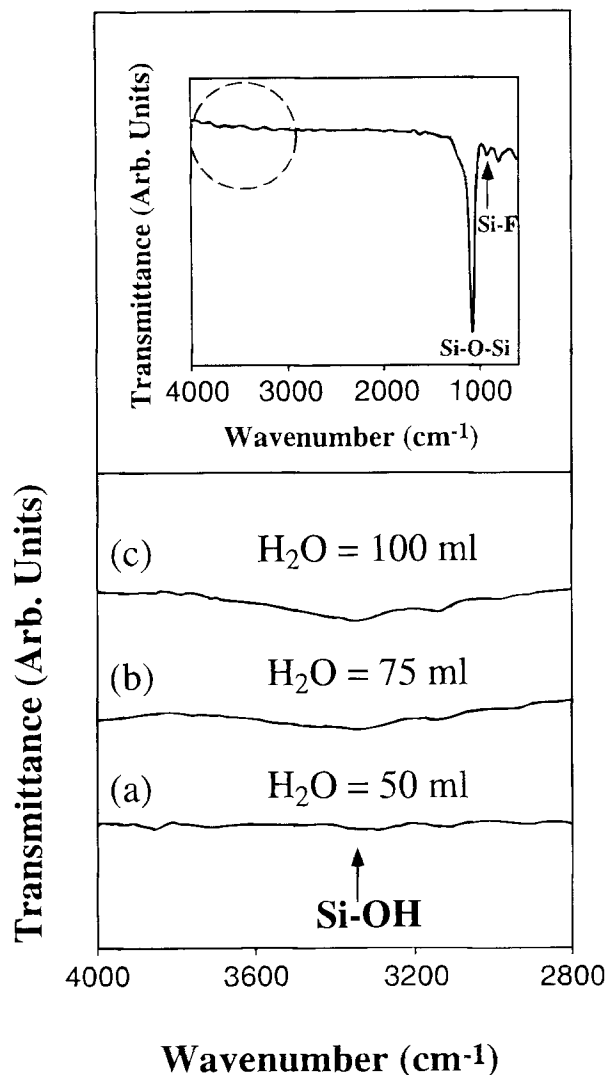 Transmittance (Arb. Units)
Si-F
Si-O-Si
4000 3000 2000 1000
Wavenumber (cm-1)
Transmittance (Arb. Units)
(c) H2O = 100 ml
(b) H2O = 75 ml
(a) H2O = 50 ml
Si-OH
4000 3600 3200 2800
Wavenumber (cm-1)